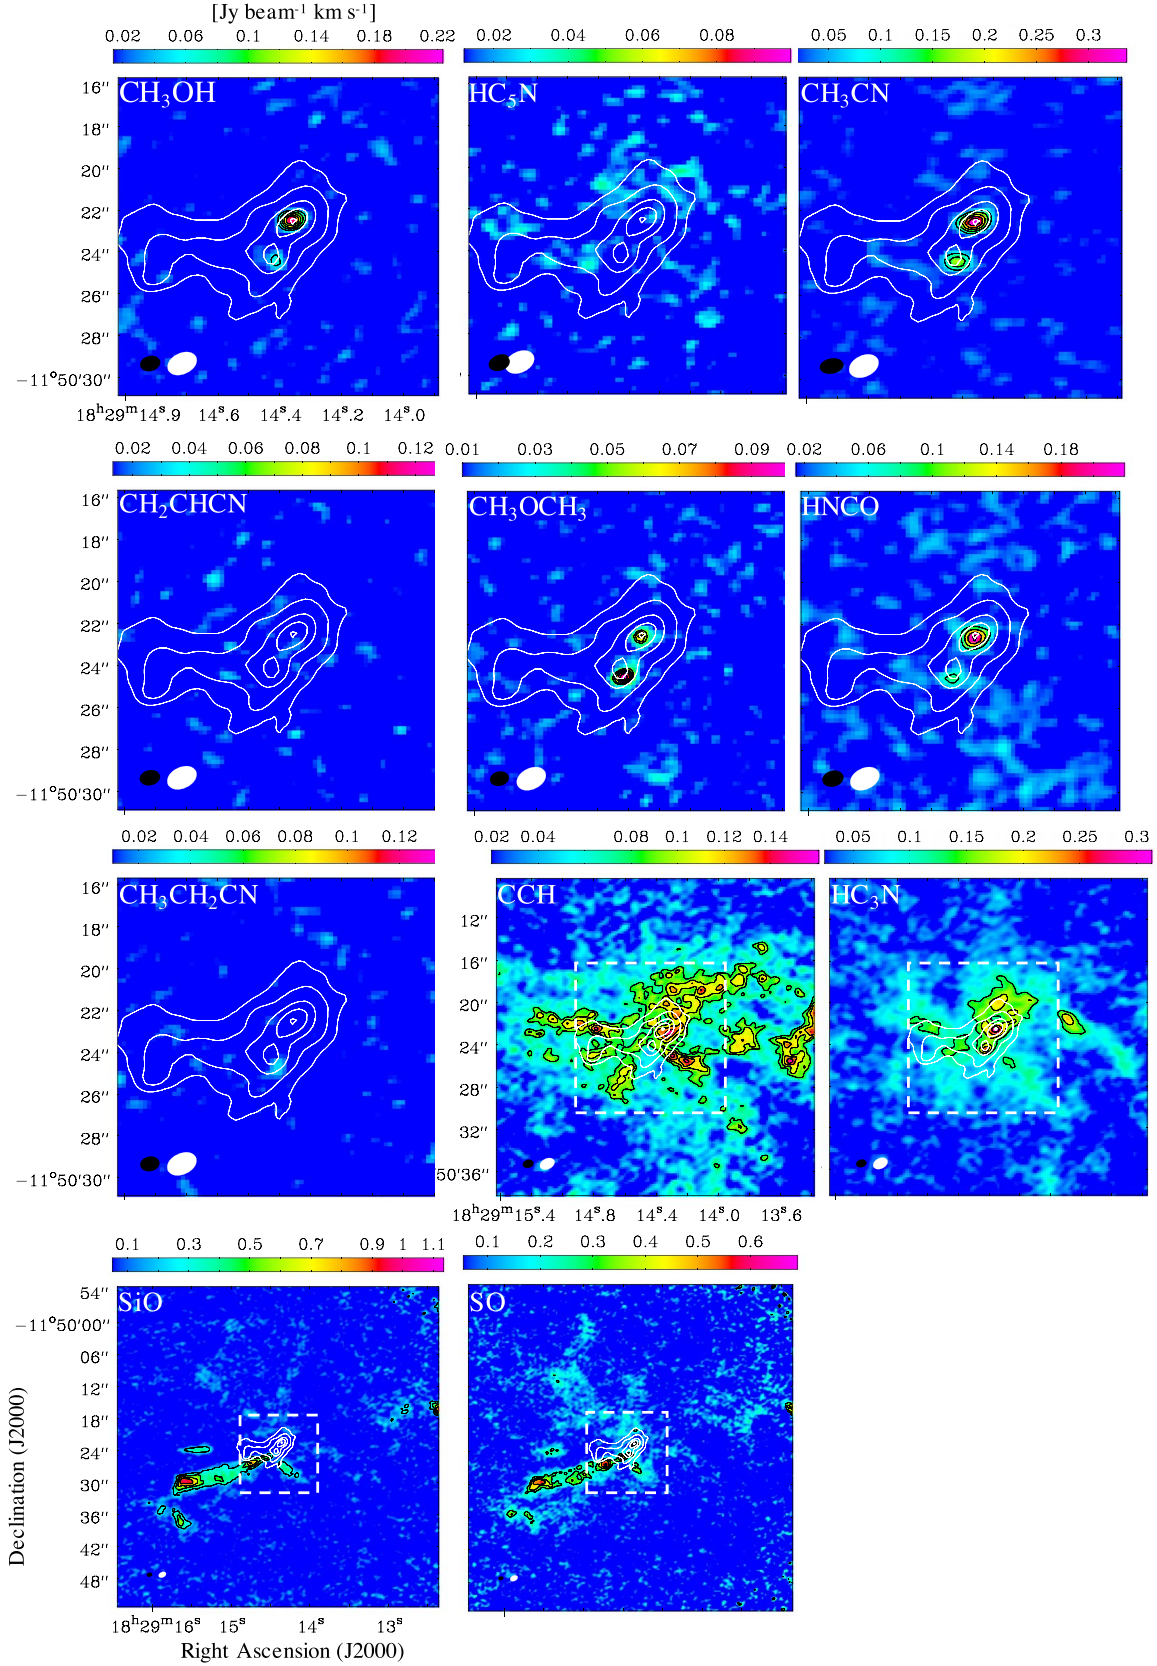 [Jy beam⁻¹ km s⁻¹]
0.02 0.06 0.1 0.14 0.18 0.22
0.02 0.04 0.06 0.08
0.05 0.1 0.15 0.2 0.25 0.3
CH₃OH
HC₅N
CH₃CN
16″
18″
20″
22″
24″
26″
28″
−11°50′30″
18ʰ29ᵐ14ˢ.9 14ˢ.6 14ˢ.4 14ˢ.2 14ˢ.0
0.02 0.04 0.06 0.08 0.1 0.12
0.01 0.03 0.05 0.07 0.09
0.02 0.06 0.1 0.14 0.18
CH₂CHCN
CH₃OCH₃
HNCO
16″
18″
20″
22″
24″
26″
28″
−11°50′30″
0.02 0.04 0.06 0.08 0.1 0.12
0.02 0.04 0.08 0.1 0.12 0.14
0.05 0.1 0.15 0.2 0.25 0.3
CH₃CH₂CN
CCH
HC₃N
16″
18″
20″
22″
24″
26″
28″
−11°50′30″
12″
16″
20″
24″
28″
32″
50′36″
18ʰ29ᵐ15ˢ.4 14ˢ.8 14ˢ.4 14ˢ.0 13ˢ.6
0.1 0.3 0.5 0.7 0.9 1 1.1
0.1 0.2 0.3 0.4 0.5 0.6
SiO
SO
54″
−11°50′00″
06″
12″
18″
24″
30″
36″
42″
48″
18ʰ29ᵐ16ˢ 15ˢ 14ˢ 13ˢ
Declination (J2000)
Right Ascension (J2000)